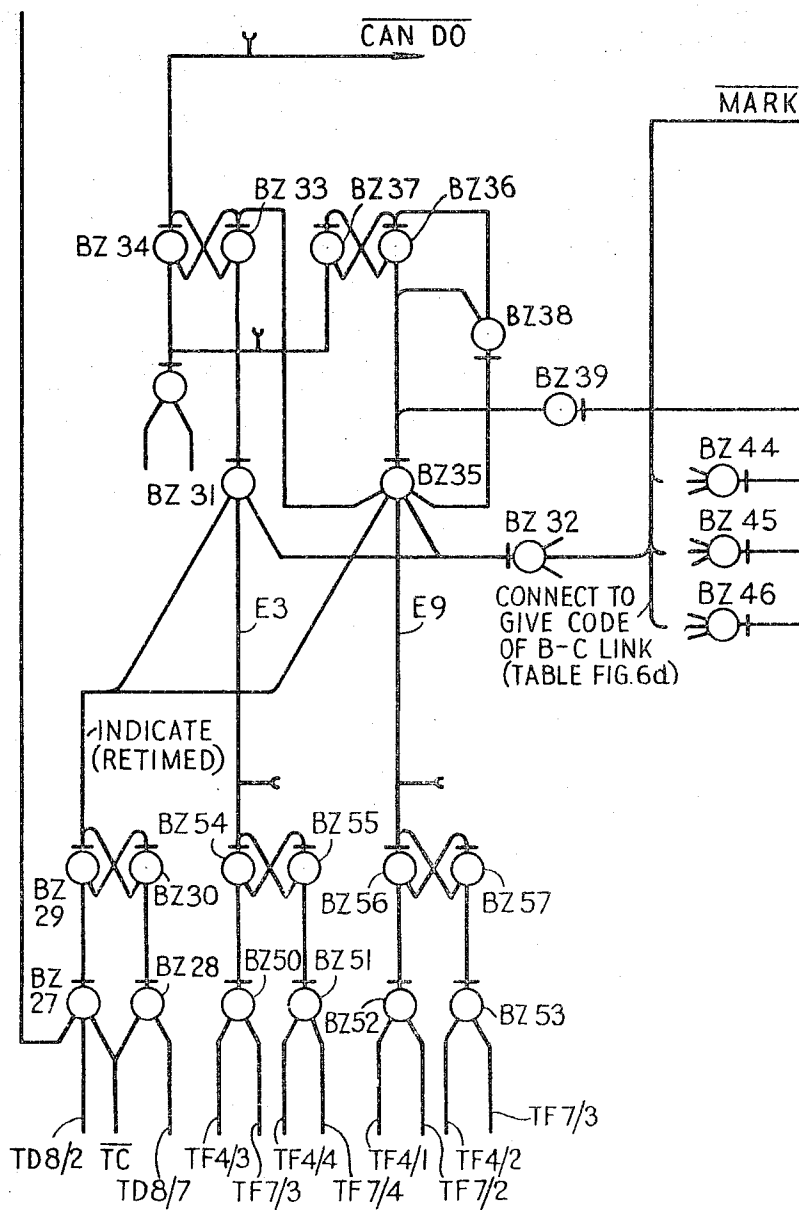 CAN DO
MARK
BZ 33
BZ 37
BZ 36
BZ 34
BZ 38
BZ 39
BZ 44
BZ 31
BZ 35
BZ 32
BZ 45
BZ 46
E3
E9
CONNECT TO
GIVE CODE
OF B-C LINK
(TABLE FIG.6d)
INDICATE
(RETIMED)
BZ 54
BZ 55
BZ
29
BZ 30
BZ 56
BZ 57
BZ
27
BZ 28
BZ 50
BZ 51
BZ 52
BZ 53
TF 7/3
TD8/2
TC
TF4/3
TF4/4
TF4/1
TF4/2
TD8/7
TF7/3
TF7/4
TF7/2